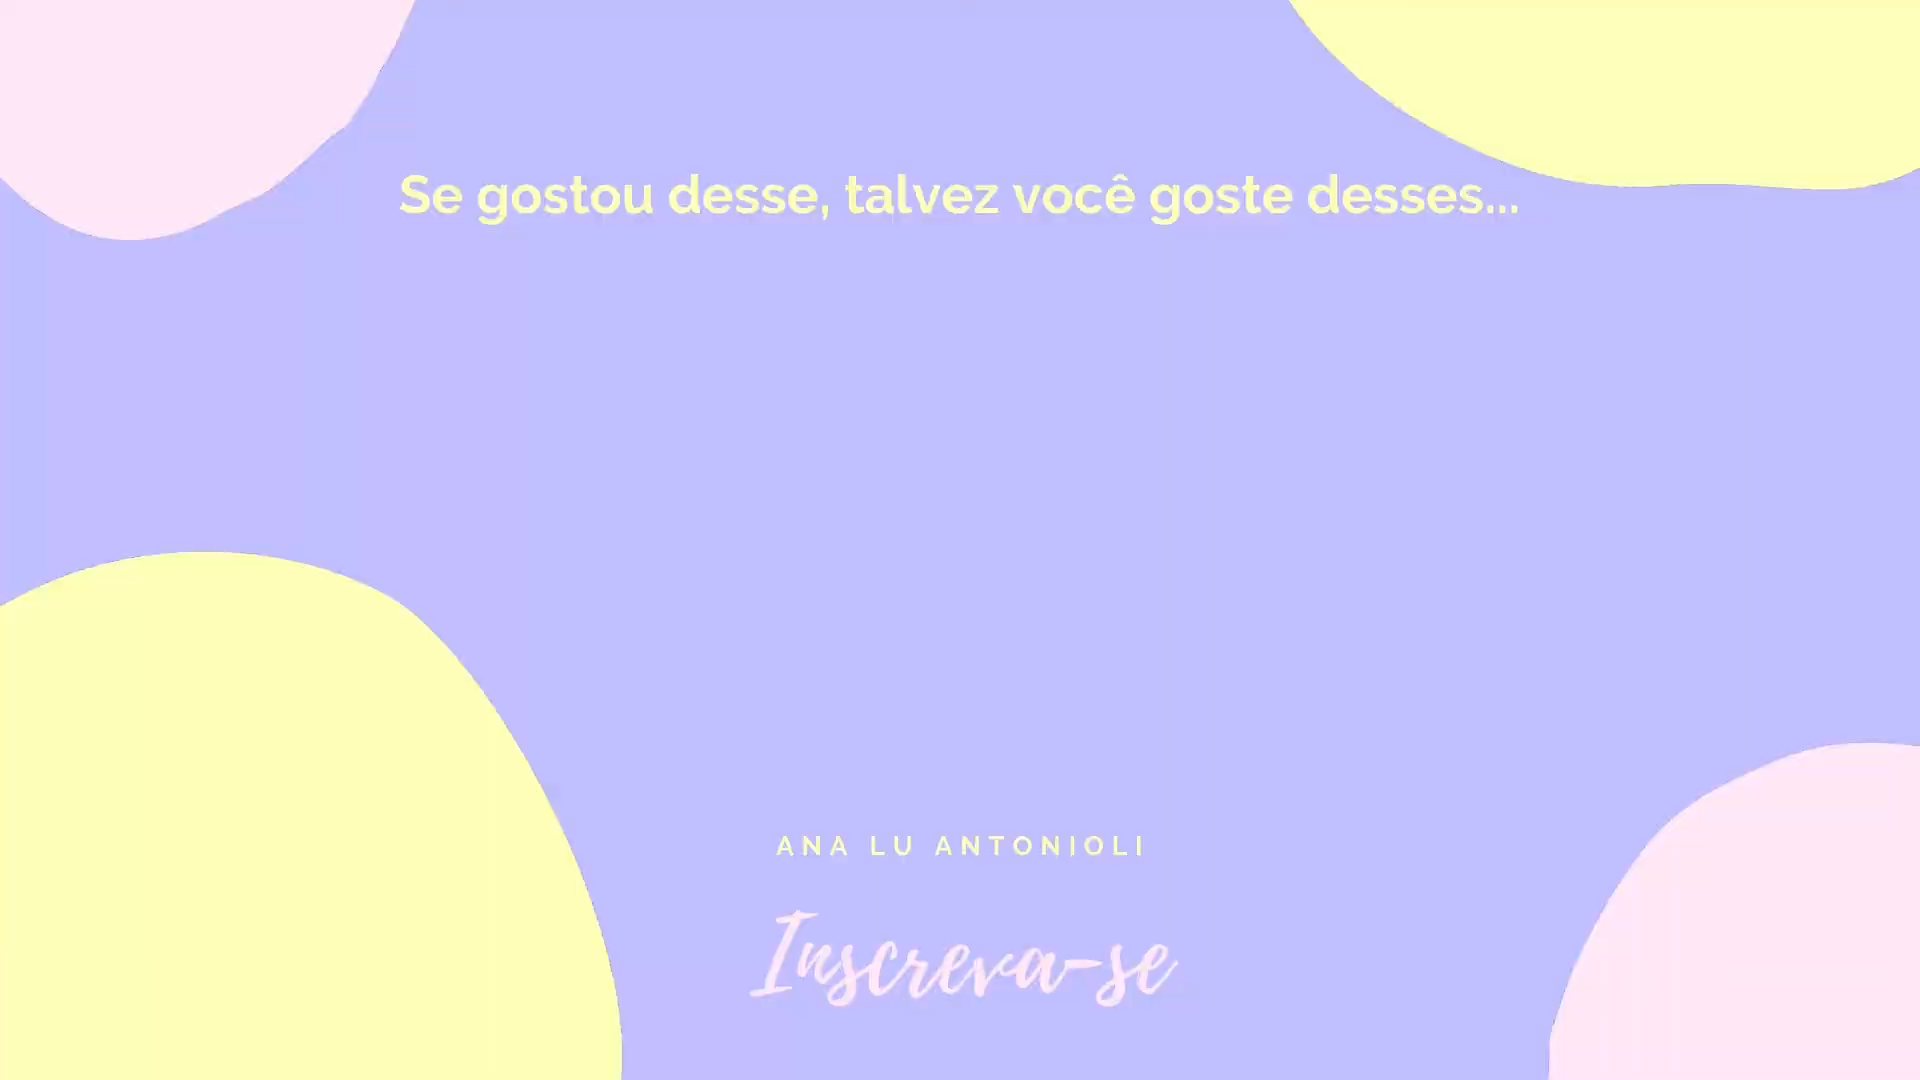 Se gostou desse, talvez você goste desses...
ANA LU ANTONIOLI
Inscreva-se